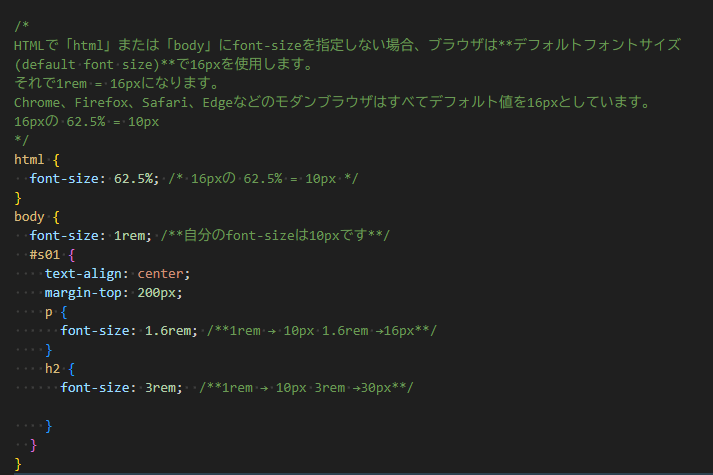 /*
HTMLで「html」または「body」にfont-sizeを指定しない場合、ブラウザは**デフォルトフォントサイズ
(default font size)**で16pxを使用します。
それで1rem = 16pxになります。
Chrome、Firefox、Safari、Edgeなどのモダンブラウザはすべてデフォルト値を16pxとしています。
16pxの 62.5% = 10px
*/
html {
  font-size: 62.5%; /* 16pxの 62.5% = 10px */
}
body {
  font-size: 1rem; /**自分のfont-sizeは10pxです**/
  #s01 {
    text-align: center;
    margin-top: 200px;
    p {
      font-size: 1.6rem; /**1rem → 10px 1.6rem →16px**/
    }
    h2 {
      font-size: 3rem;  /**1rem → 10px 3rem →30px**/

    }
  }
}